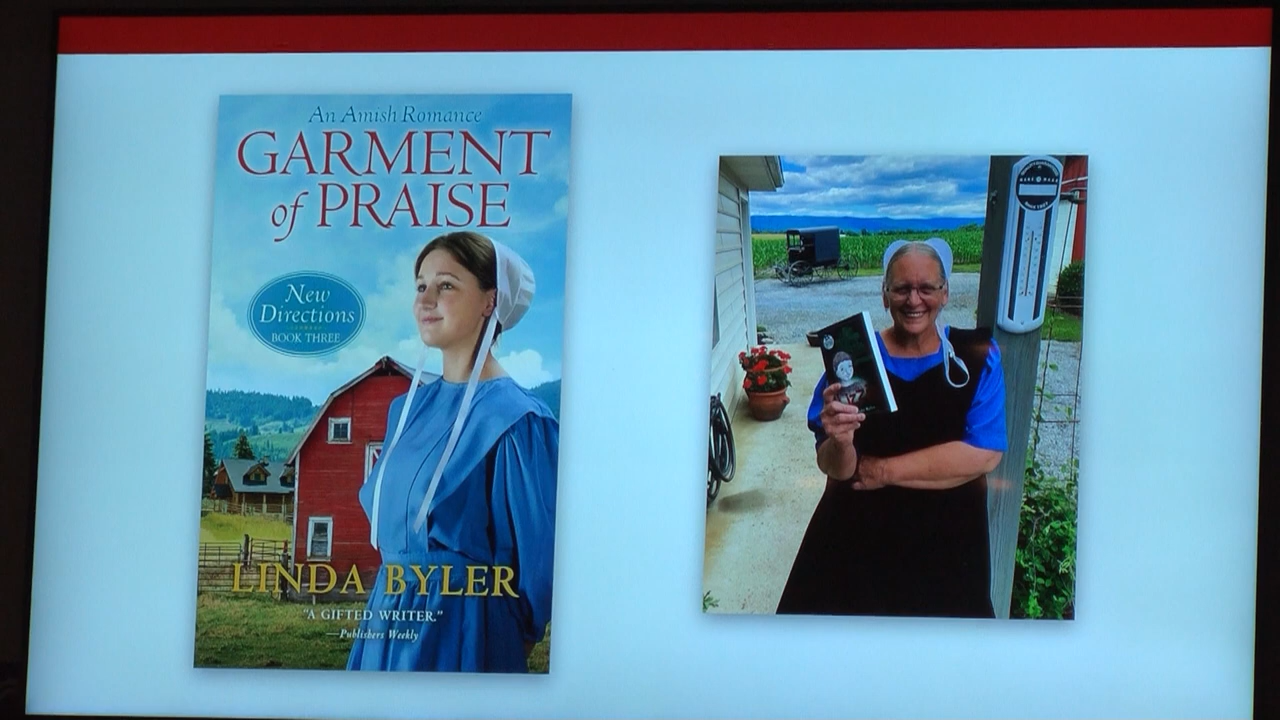 An Amish Romance
GARMENT
of PRAISE
New
Directions
BOOK THREE
LINDA BYLER
"A GIFTED WRITER."
—Publishers Weekly